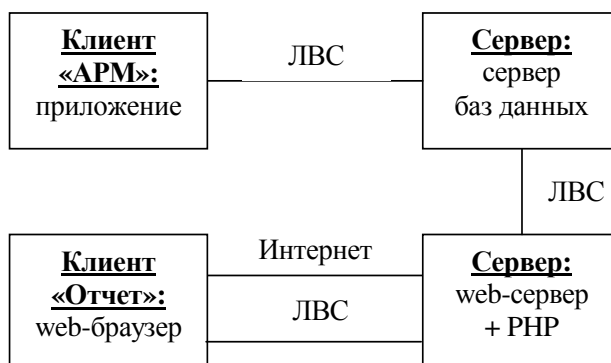 Клиент
«АРМ»:
приложение
ЛВС
Сервер:
сервер
баз данных
ЛВС
Клиент
«Отчет»:
web-браузер
Интернет
ЛВС
Сервер:
web-сервер
+ PHP